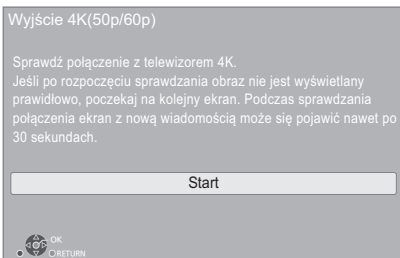 Wyjście 4K(50p/60p)
Sprawdź połączenie z telewizorem 4K.
Jeśli po rozpoczęciu sprawdzania obraz nie jest wyświetlany
prawidłowo, poczekaj na kolejny ekran. Podczas sprawdzania
połączenia ekran z nową wiadomością może się pojawić nawet po
30 sekundach.
Start
OK
RETURN